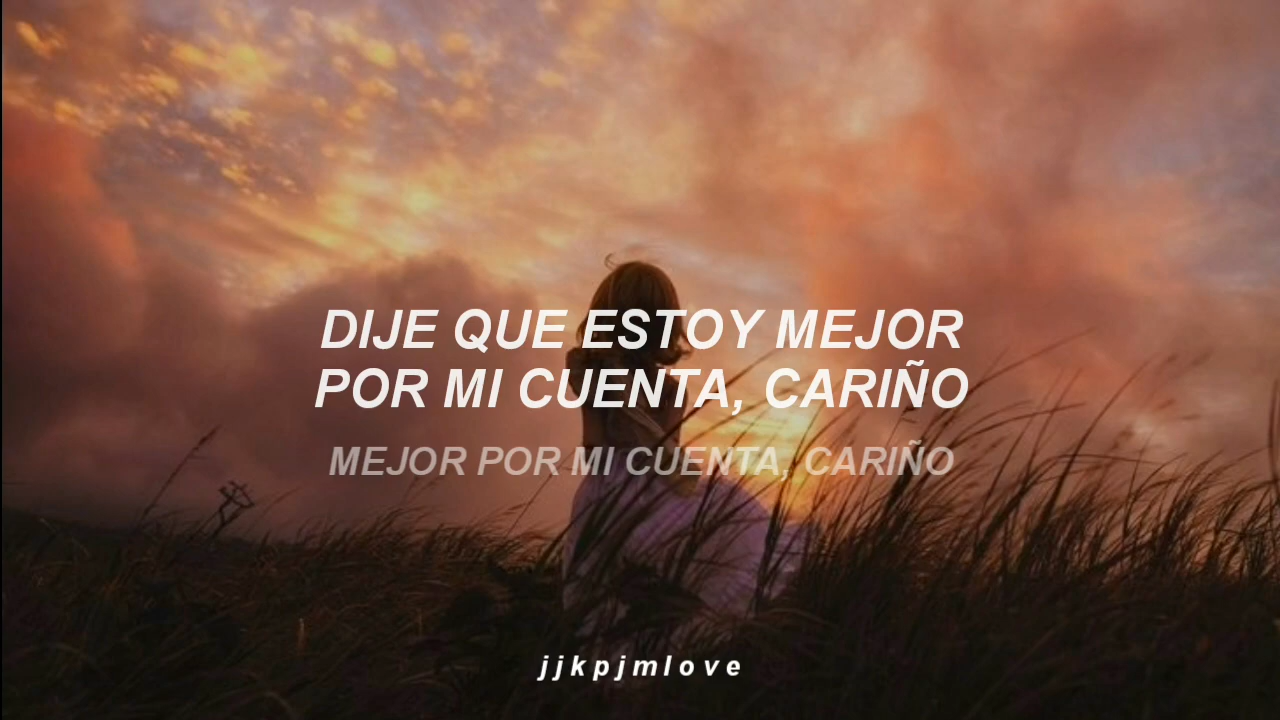 DIJE QUE ESTOY MEJOR
POR MI CUENTA, CARIÑO
MEJOR POR MI CUENTA, CARIÑO
jjkpjmlove